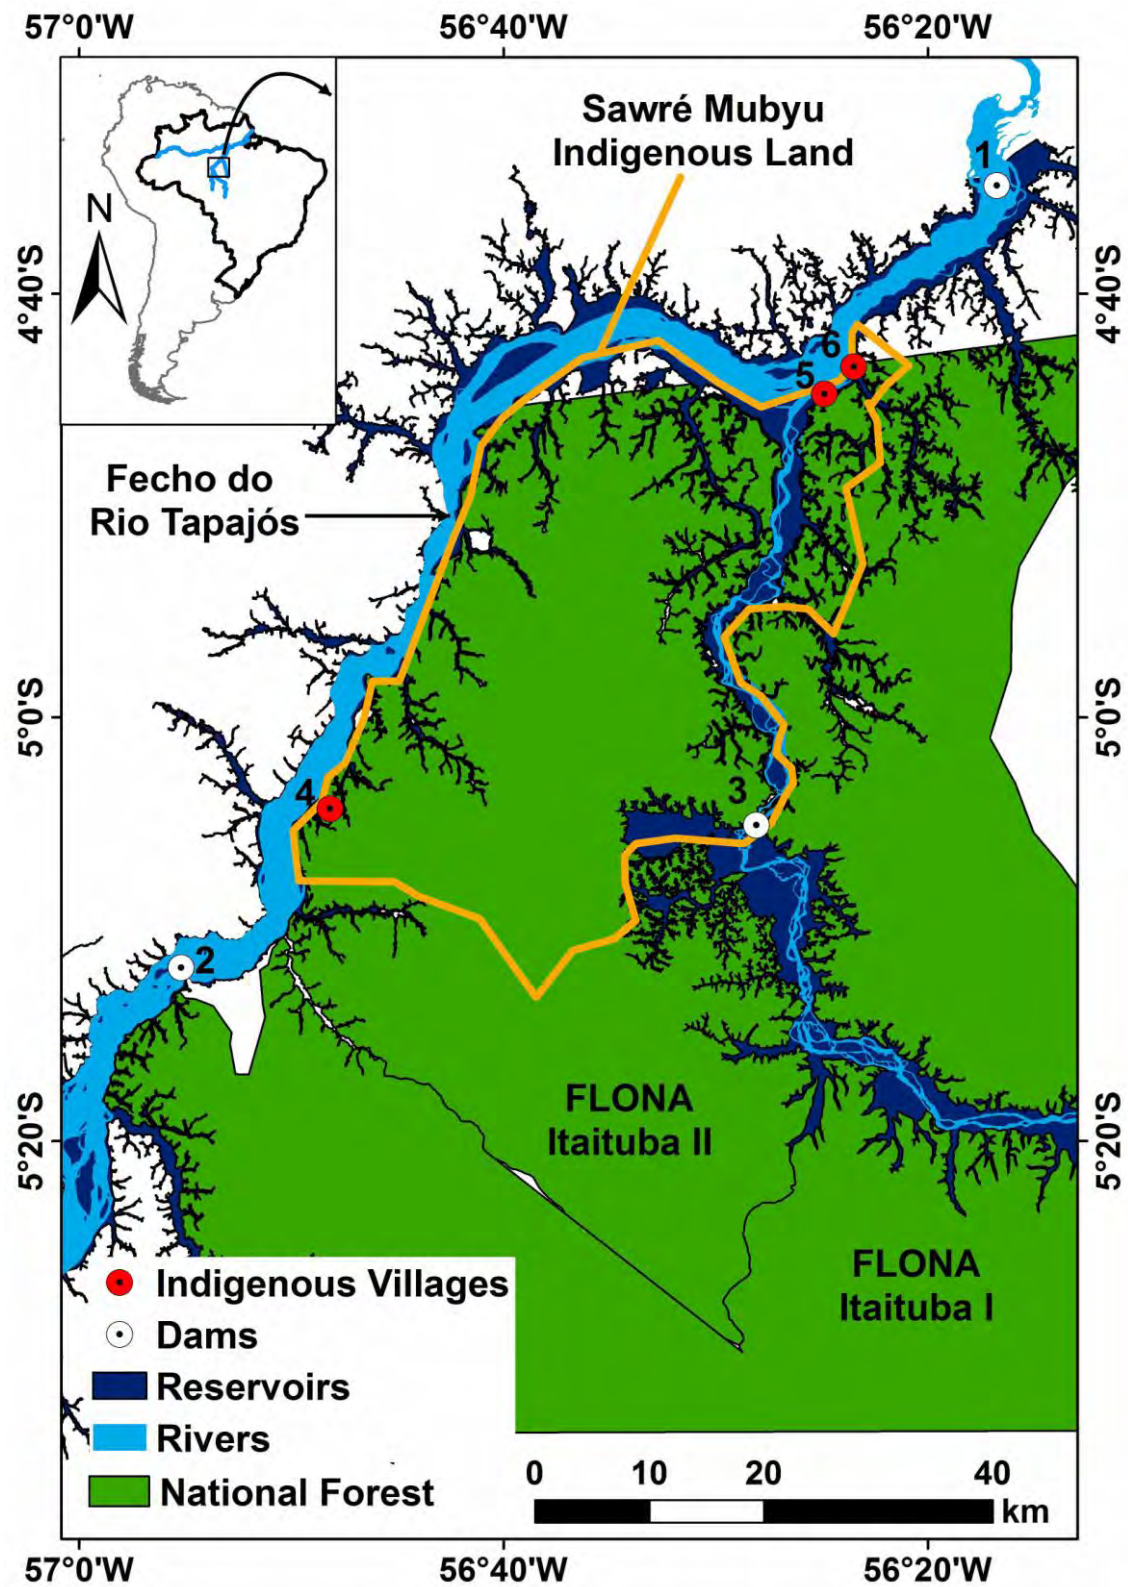 57°0'W
56°40'W
56°20'W
N
Sawré Mubyu
Indigenous Land
1
4°40'S
4°40'S
6
5
Fecho do
Rio Tapajós
5°0'S
5°0'S
4
3
2
FLONA
Itaituba II
5°20'S
5°20'S
FLONA
Itaituba I
Indigenous Villages
Dams
Reservoirs
Rivers
National Forest
0 10 20 40
km
57°0'W
56°40'W
56°20'W